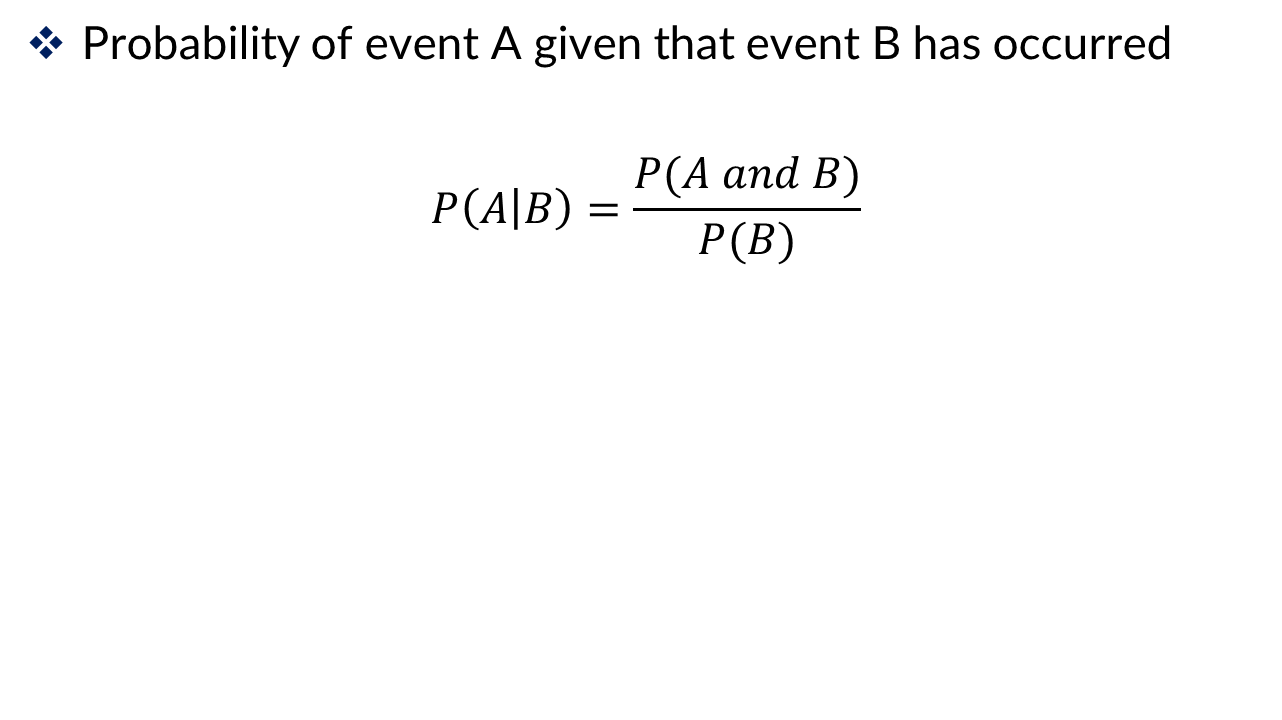 ❖ Probability of event A given that event B has occurred
P(A|B) = P(A and B) / P(B)